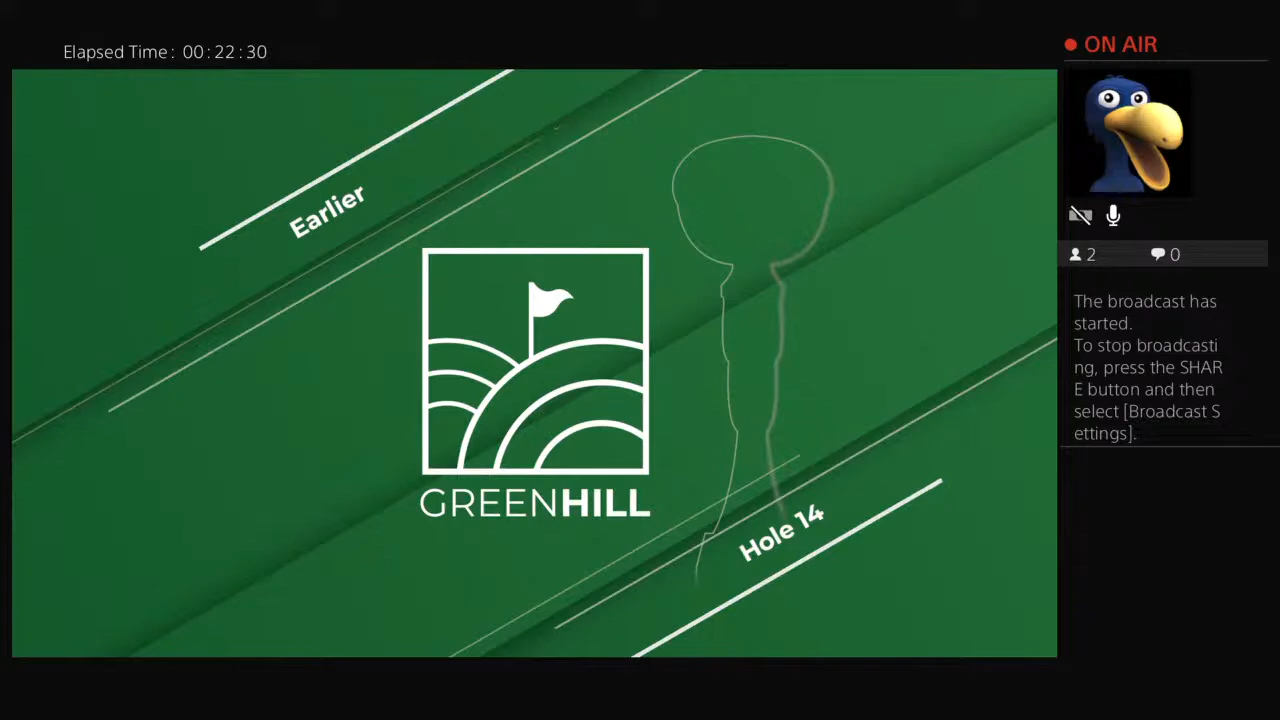 Elapsed Time: 00:22:30
ON AIR
2
0
The broadcast has
started.
To stop broadcasti
ng, press the SHAR
E button and then
select [Broadcast S
ettings].
Earlier
GREENHILL
Hole 14